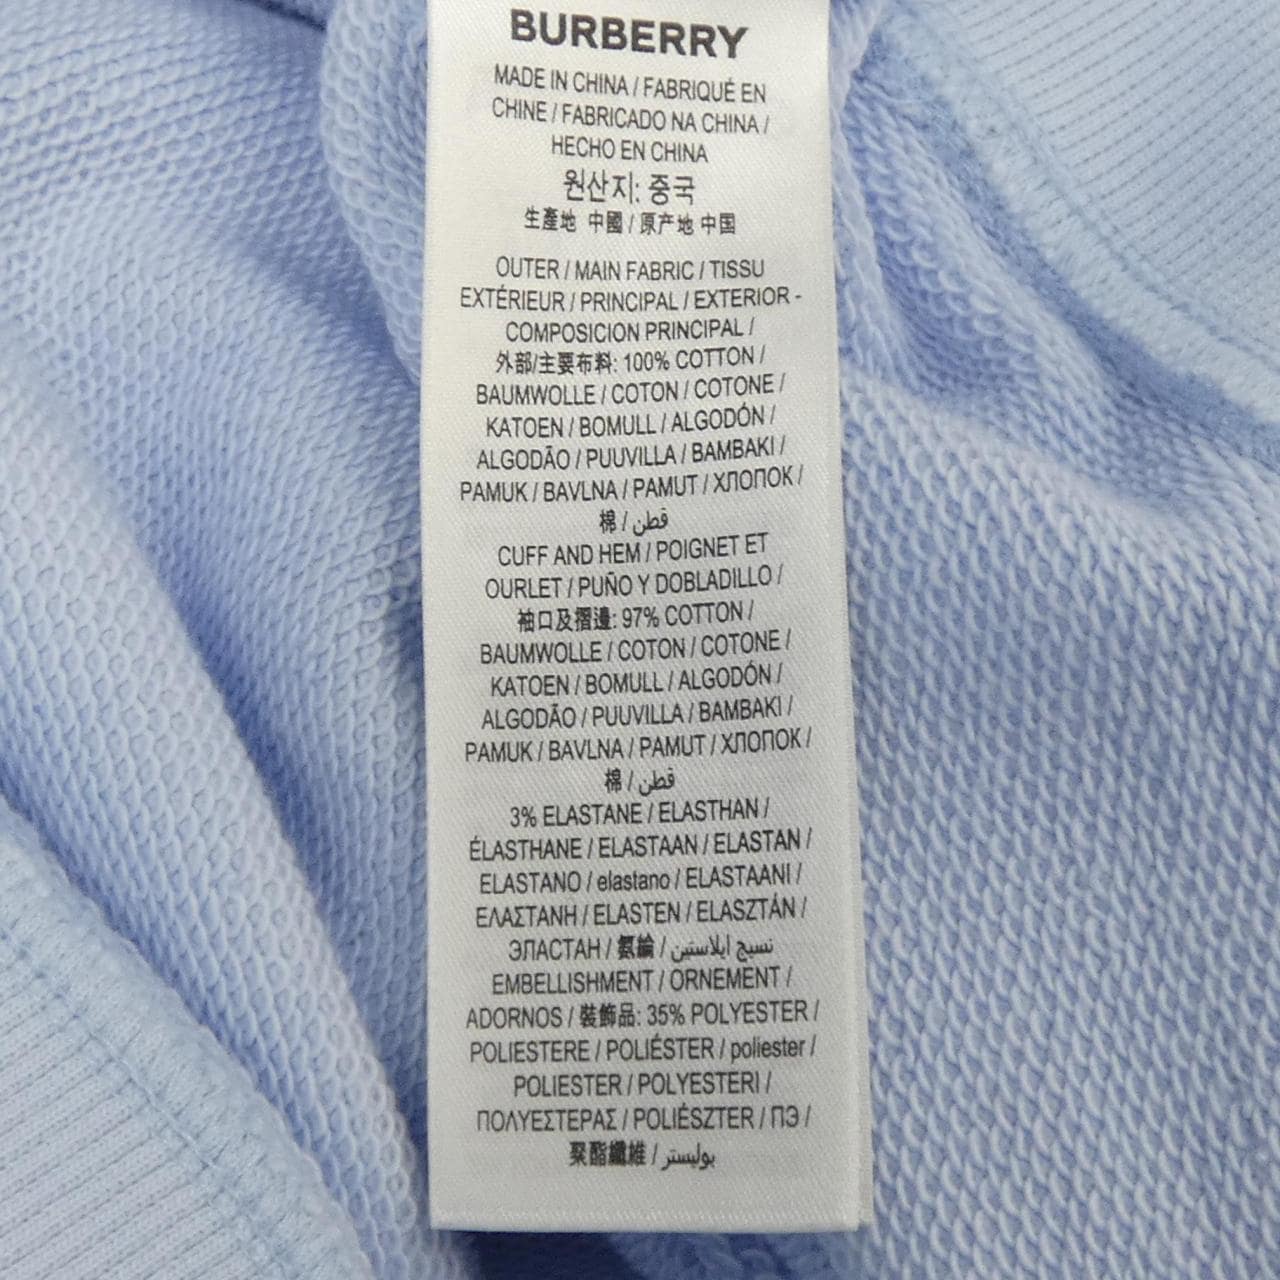 BURBERRY
MADE IN CHINA / FABRIQUÉ EN
CHINE / FABRICADO NA CHINA /
HECHO EN CHINA
원산지: 중국
生產地 中國 / 原产地 中国
OUTER / MAIN FABRIC / TISSU
EXTÉRIEUR / PRINCIPAL / EXTERIOR -
COMPOSICION PRINCIPAL /
外部/主要布料: 100% COTTON /
BAUMWOLLE / COTON / COTONE /
KATOEN / BOMULL / ALGODÓN /
ALGODÃO / PUUVILLA / BAMBAKI /
PAMUK / BAVLNA / PAMUT / ХЛОПОК /
棉 / قطن
CUFF AND HEM / POIGNET ET
OURLET / PUÑO Y DOBLADILLO /
袖口及摺邊: 97% COTTON /
BAUMWOLLE / COTON / COTONE /
KATOEN / BOMULL / ALGODÓN /
ALGODÃO / PUUVILLA / BAMBAKI /
PAMUK / BAVLNA / PAMUT / ХЛОПОК /
棉 / قطن
3% ELASTANE / ELASTHAN /
ÉLASTHANE / ELASTAAN / ELASTAN /
ELASTANO / elastano / ELASTAANI /
ΕΛΑΣΤΑΝΗ / ELASTEN / ELASZTÁN /
ЭЛАСТАН / 氨綸 / نسيج ايلاستين
EMBELLISHMENT / ORNEMENT /
ADORNOS / 裝飾品: 35% POLYESTER /
POLIESTERE / POLIÉSTER / poliester /
POLIESTER / POLYESTERI /
ΠΟΛΥΕΣΤΕΡΑΣ / POLIÉSZTER / ПЭ /
聚酯纖維 / بوليستر